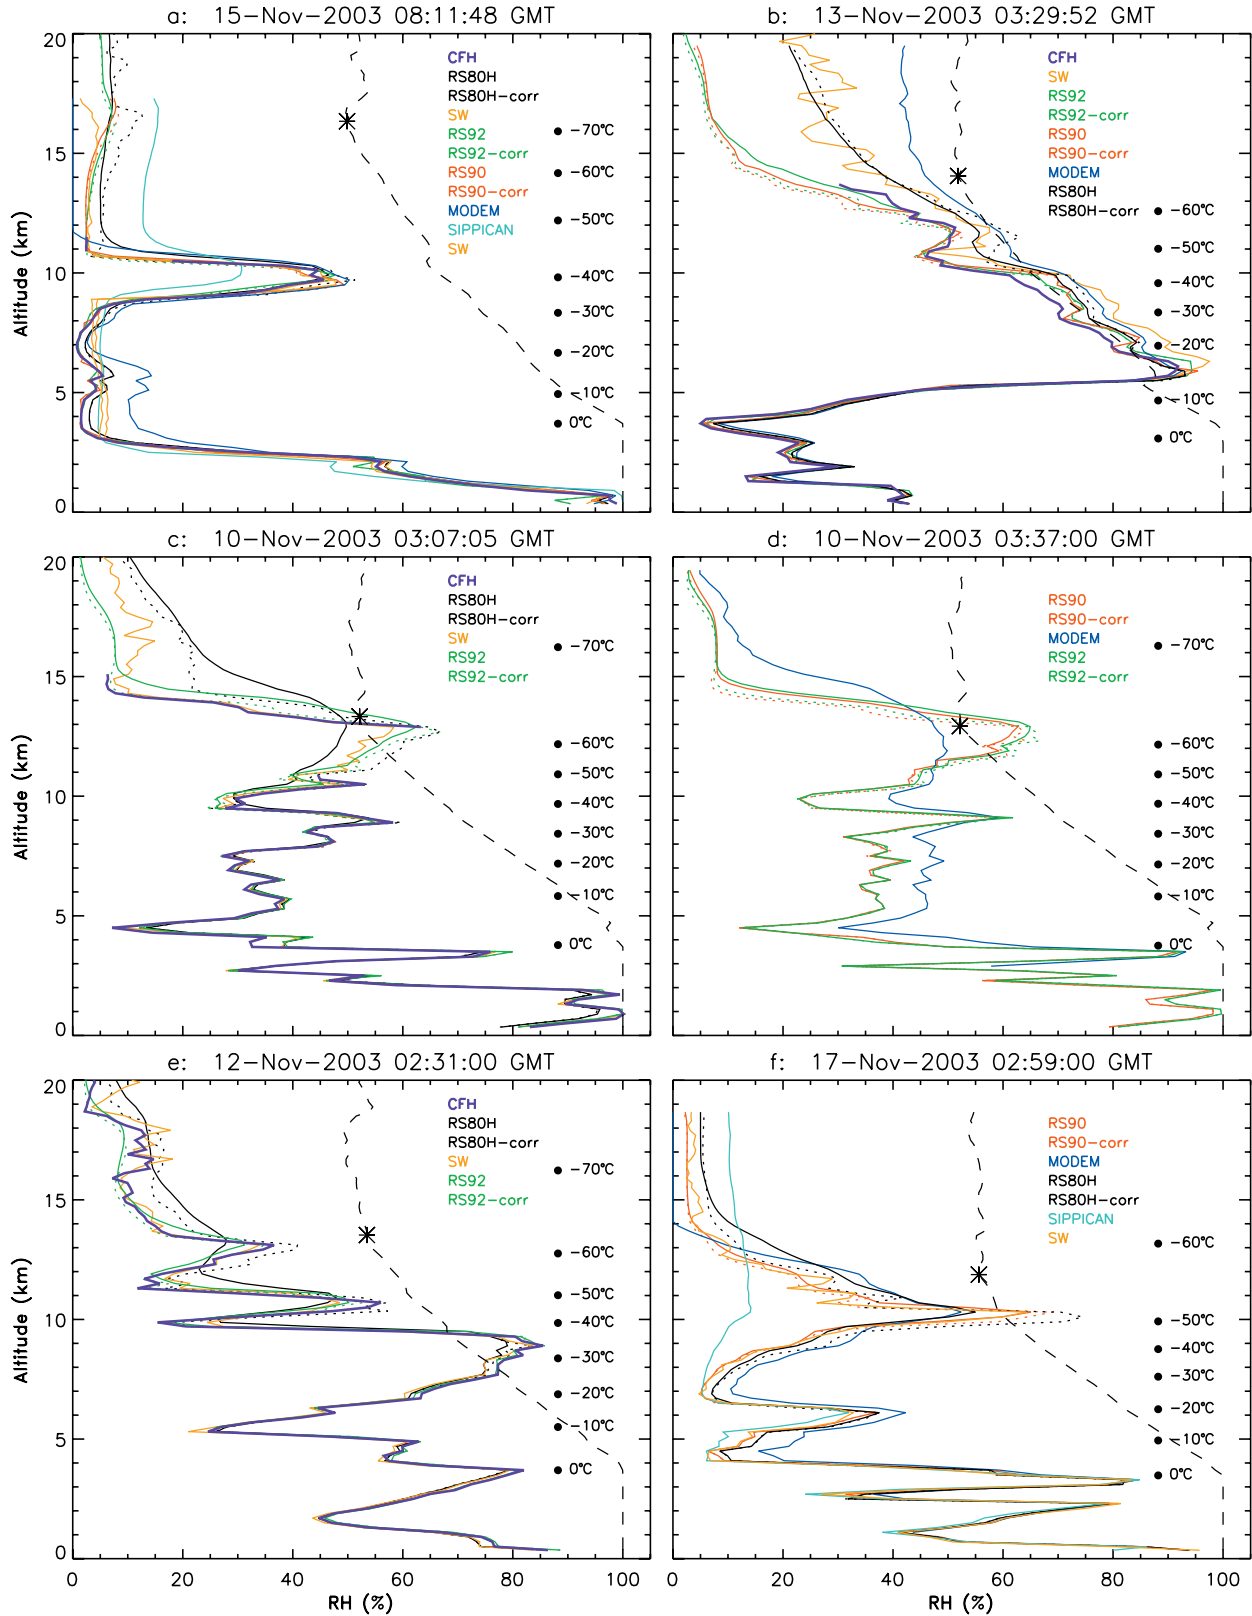 a: 15-Nov-2003 08:11:48 GMT
b: 13-Nov-2003 03:29:52 GMT
20
15
10
5
0
Altitude (km)
CFH
RS80H
RS80H-corr
SW
RS92
RS92-corr
RS90
RS90-corr
MODEM
SIPPICAN
SW
-70°C
-60°C
-50°C
-40°C
-30°C
-20°C
-10°C
0°C
CFH
SW
RS92
RS92-corr
RS90
RS90-corr
MODEM
RS80H
RS80H-corr
-60°C
-50°C
-40°C
-30°C
-20°C
-10°C
0°C
c: 10-Nov-2003 03:07:05 GMT
d: 10-Nov-2003 03:37:00 GMT
20
15
10
5
0
Altitude (km)
CFH
RS80H
RS80H-corr
SW
RS92
RS92-corr
-70°C
-60°C
-50°C
-40°C
-30°C
-20°C
-10°C
0°C
RS90
RS90-corr
MODEM
RS92
RS92-corr
-70°C
-60°C
-50°C
-40°C
-30°C
-20°C
-10°C
0°C
e: 12-Nov-2003 02:31:00 GMT
f: 17-Nov-2003 02:59:00 GMT
20
15
10
5
0
Altitude (km)
CFH
RS80H
RS80H-corr
SW
RS92
RS92-corr
-70°C
-60°C
-50°C
-40°C
-30°C
-20°C
-10°C
0°C
RS90
RS90-corr
MODEM
RS80H
RS80H-corr
SIPPICAN
SW
-60°C
-50°C
-40°C
-30°C
-20°C
-10°C
0°C
0 20 40 60 80 100
0 20 40 60 80 100
RH (%)
RH (%)